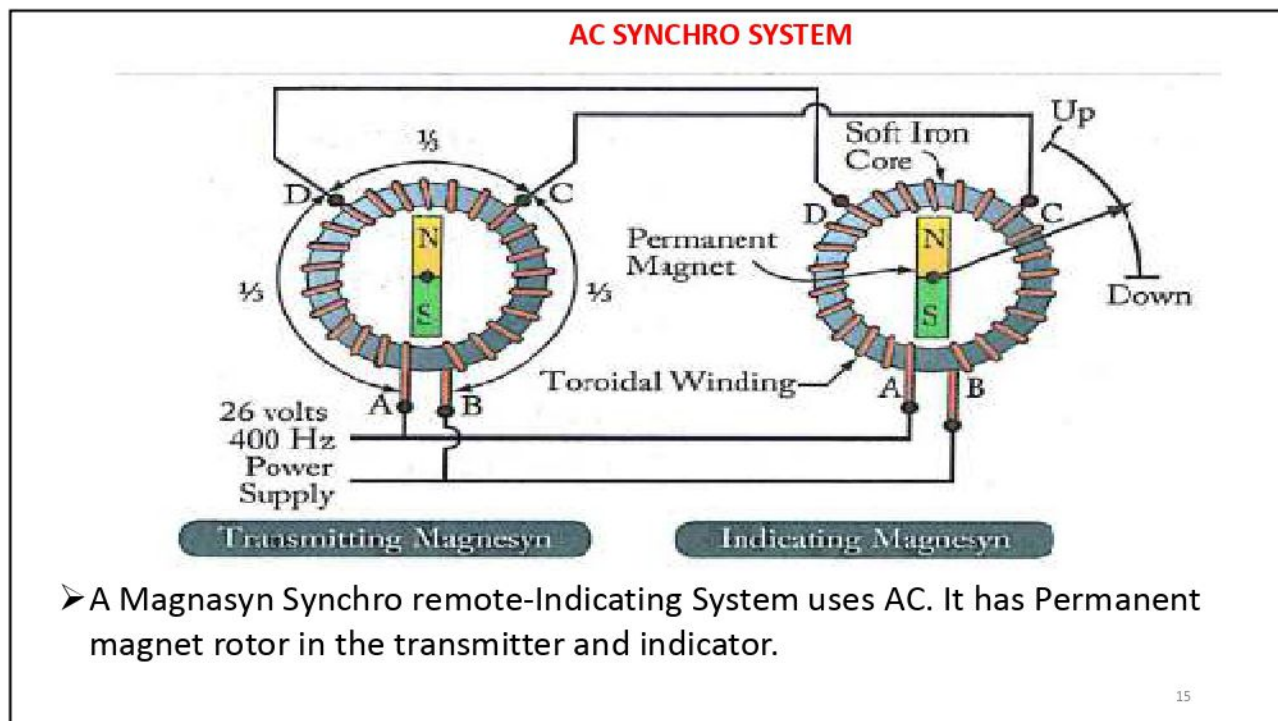 AC SYNCHRO SYSTEM
Up
⅓
Soft Iron
Core
D
C
D
C
N
Permanent
Magnet
N
⅓
⅓
S
S
Down
Toroidal Winding
A
B
A
B
26 volts
400 Hz
Power
Supply
Transmitting Magnesyn
Indicating Magnesyn
➢A Magnasyn Synchro remote-Indicating System uses AC. It has Permanent
magnet rotor in the transmitter and indicator.
15